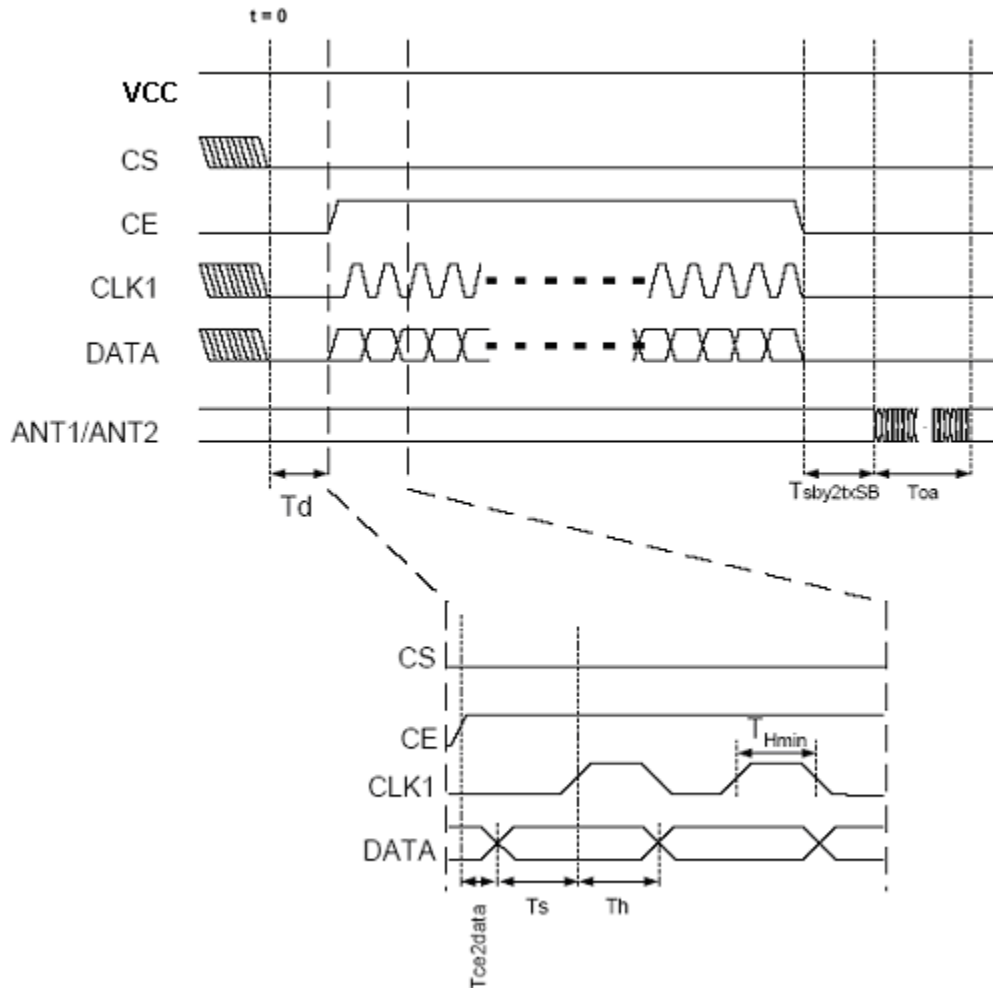 t = 0
VCC
CS
CE
CLK1
DATA
ANT1/ANT2
Td
Tsby2txSB
Toa
CS
CE
THmin
CLK1
DATA
Tce2data
Ts
Th